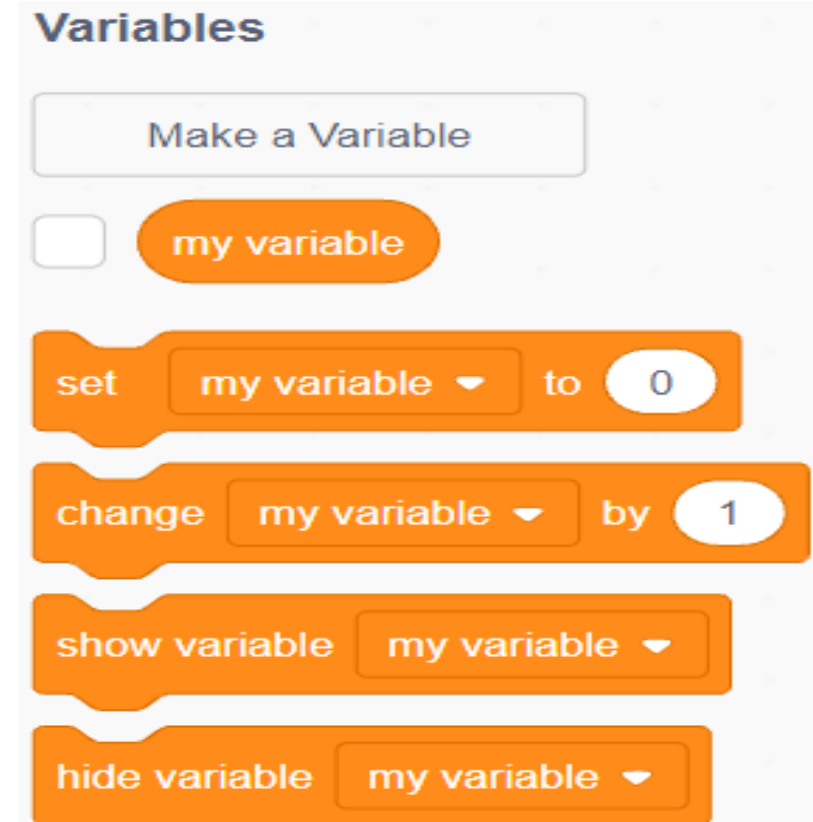 Variables
Make a Variable
my variable
set my variable to 0
change my variable by 1
show variable my variable
hide variable my variable